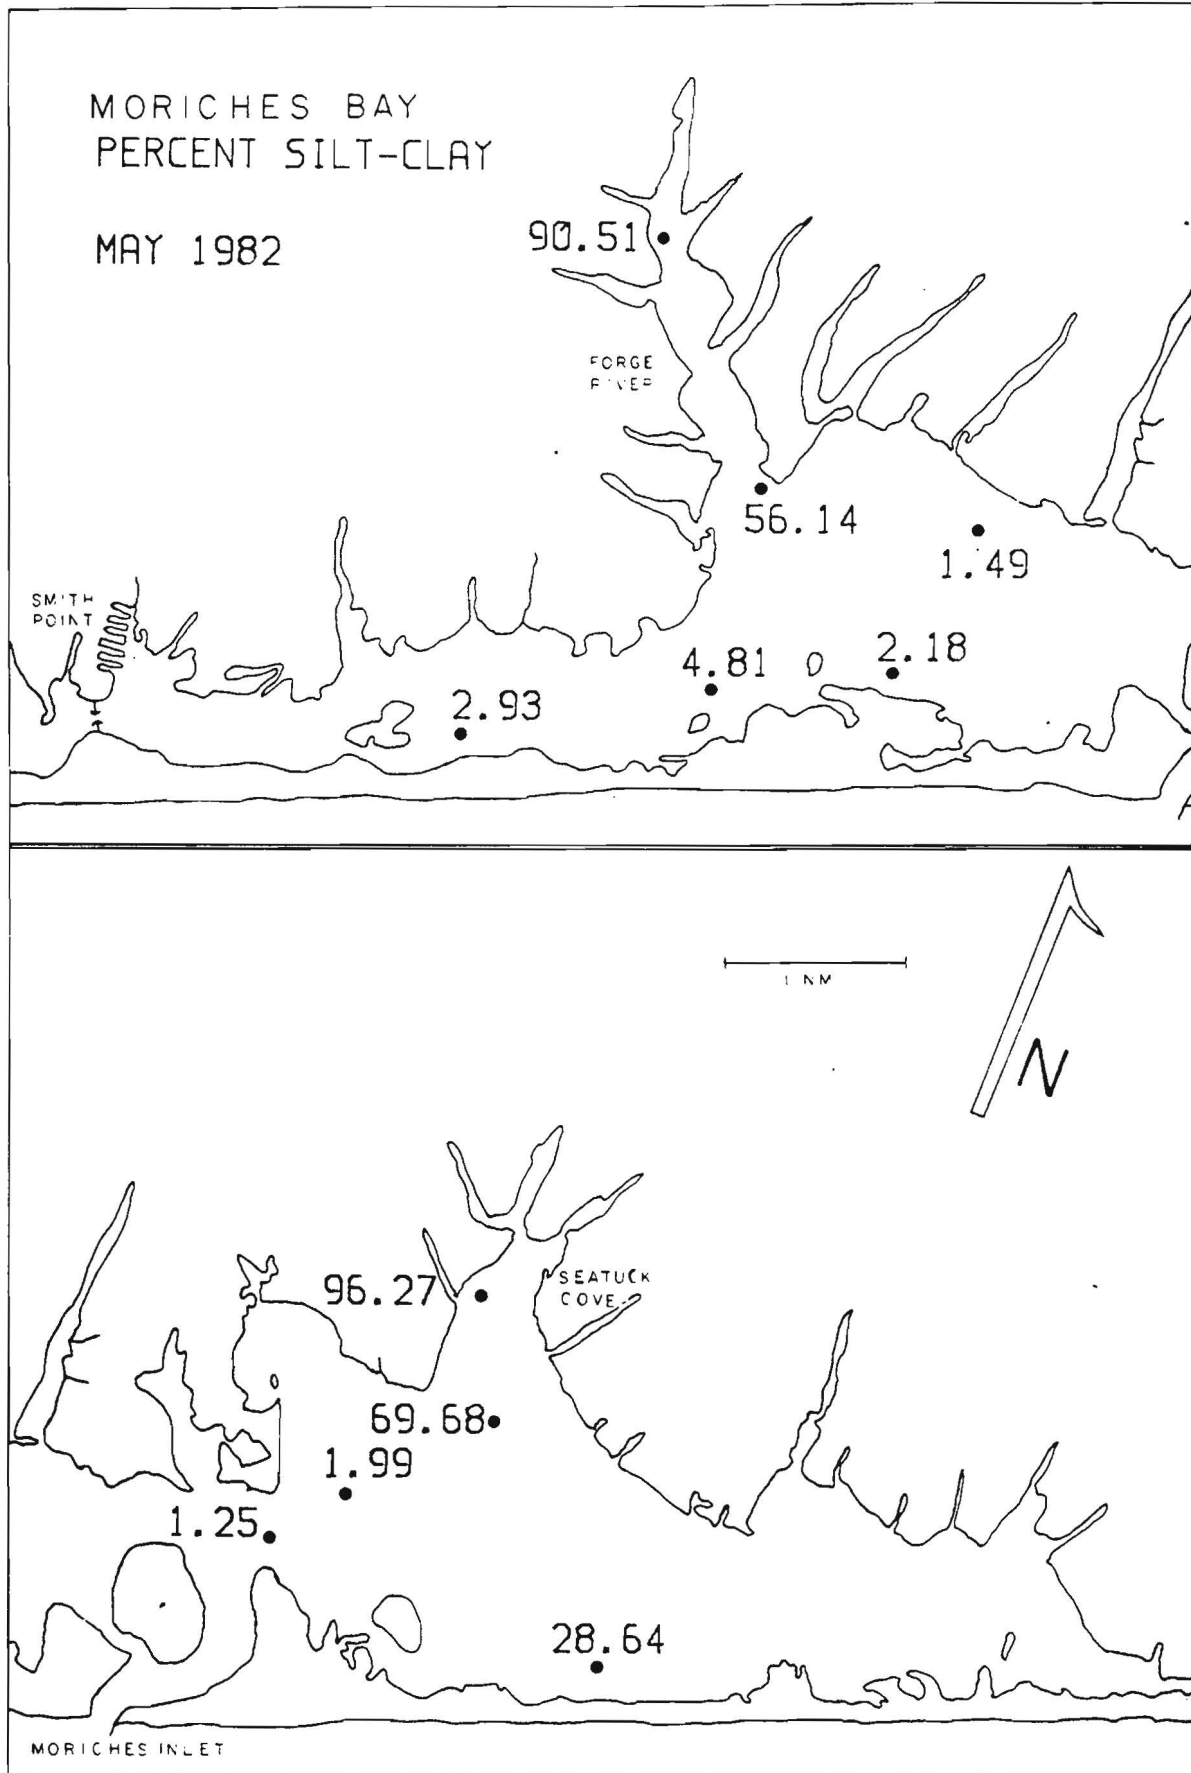 MORICHES BAY
PERCENT SILT-CLAY
MAY 1982
90.51
FORGE
RIVER
56.14
1.49
SMITH
POINT
4.81
2.18
2.93
1 NM
N
96.27
SEATUCK
COVE
69.68
1.99
1.25
28.64
MORICHES INLET